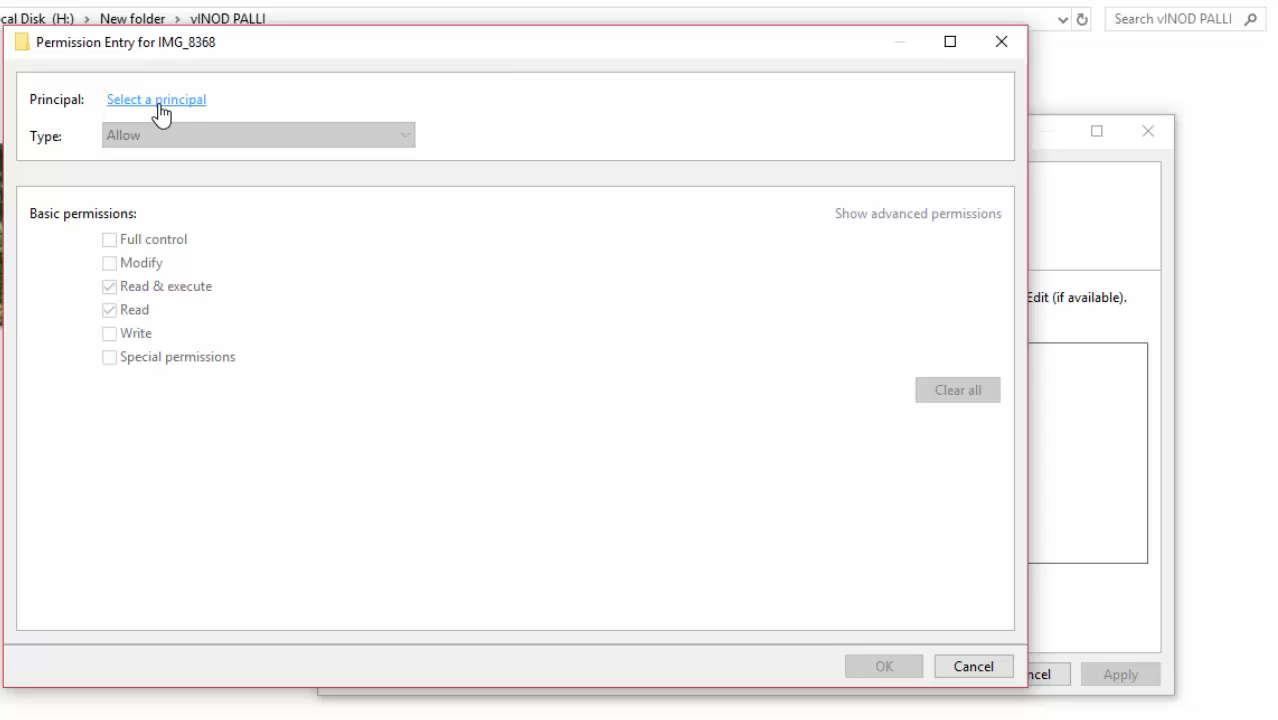 cal Disk (H:) › New folder › vINOD PALLI
Search vINOD PALLI
Permission Entry for IMG_8368
Principal: Select a principal
Type: Allow
Basic permissions:
Show advanced permissions
Full control
Modify
Read & execute
Read
Write
Special permissions
Clear all
OK
Cancel
Edit (if available).
ncel
Apply